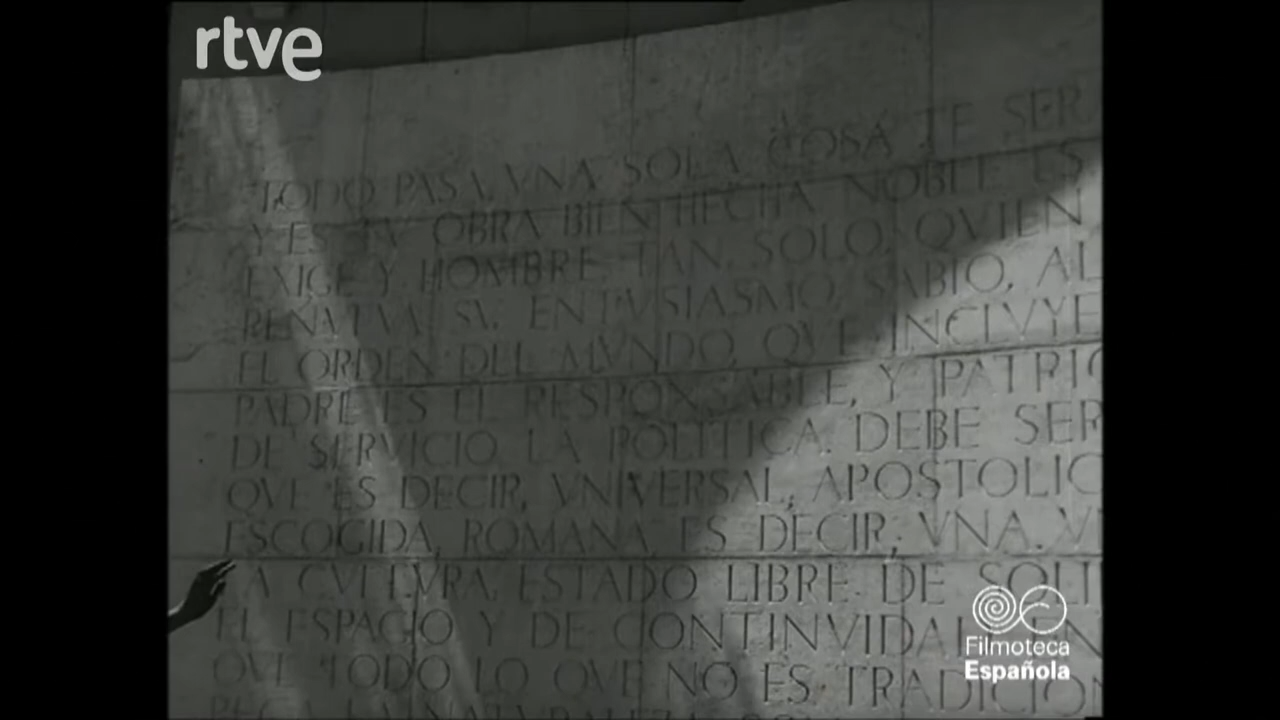 rtve
TODO PASA. VNA SOLA COSA TE SER
Y ES TV OBRA BIEN HECHA NOBLE ES
EXIGE Y HOMBRE TAN SOLO QVIEN
RENVEVA SV ENTVSIASMO, SABIO, AL
EL ORDEN DEL MVNDO, QVE INCLVYE
PADRE ES EL RESPONSABLE, Y PATRIC
DE SERVICIO LA POLITICA. DEBE SER
QVE ES DECIR, VNIVERSAL, APOSTOLIC
ESCOGIDA, ROMANA ES DECIR, VNA. V
LA CVLTVRA, ESTADO LIBRE. DE SOLI
EL ESPACIO Y DE CONTINVIDAD EN
QVE TODO LO QVE NO ES TRADICION
Filmoteca
Española